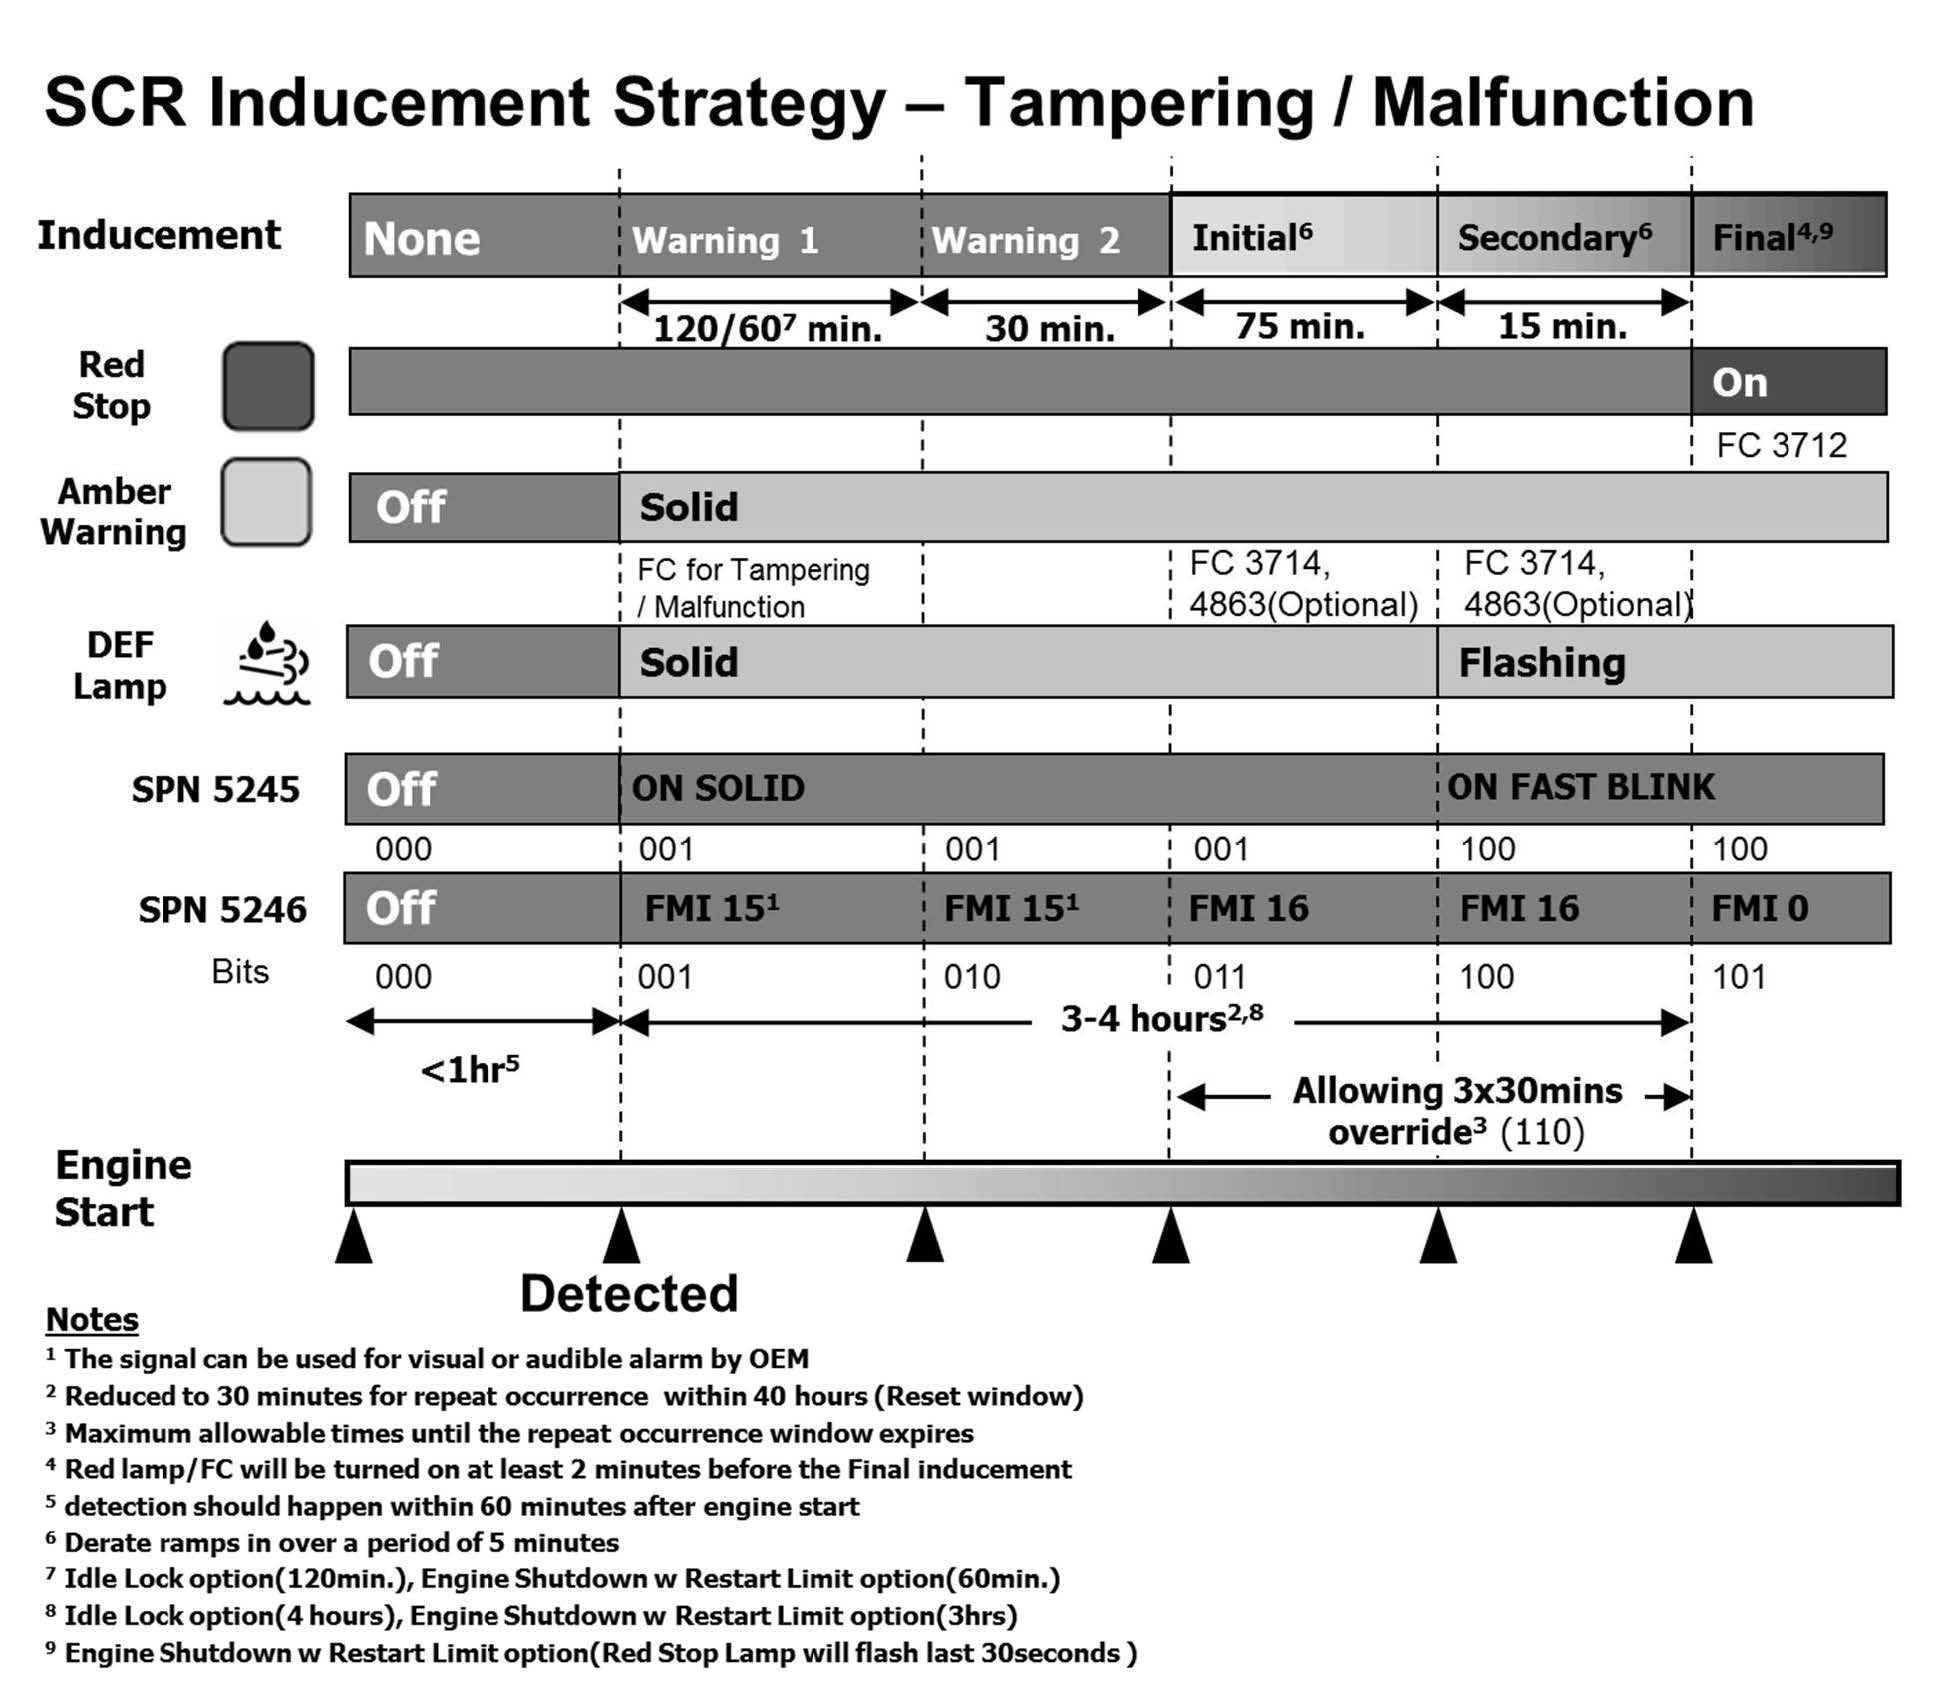 SCR Inducement Strategy – Tampering / Malfunction
Inducement
None
Warning 1
Warning 2
Initial⁶
Secondary⁶
Final⁴,⁹
120/60⁷ min.
30 min.
75 min.
15 min.
Red
Stop
On
FC 3712
Amber
Warning
Off
Solid
FC for Tampering
/ Malfunction
FC 3714,
4863(Optional)
FC 3714,
4863(Optional)
DEF
Lamp
Off
Solid
Flashing
SPN 5245
Off
ON SOLID
ON FAST BLINK
000
001
001
001
100
100
SPN 5246
Off
FMI 15¹
FMI 15¹
FMI 16
FMI 16
FMI 0
Bits
000
001
010
011
100
101
3-4 hours²,⁸
<1hr⁵
Allowing 3x30mins
override³ (110)
Engine
Start
Detected
Notes
¹ The signal can be used for visual or audible alarm by OEM
² Reduced to 30 minutes for repeat occurrence within 40 hours (Reset window)
³ Maximum allowable times until the repeat occurrence window expires
⁴ Red lamp/FC will be turned on at least 2 minutes before the Final inducement
⁵ detection should happen within 60 minutes after engine start
⁶ Derate ramps in over a period of 5 minutes
⁷ Idle Lock option(120min.), Engine Shutdown w Restart Limit option(60min.)
⁸ Idle Lock option(4 hours), Engine Shutdown w Restart Limit option(3hrs)
⁹ Engine Shutdown w Restart Limit option(Red Stop Lamp will flash last 30seconds )